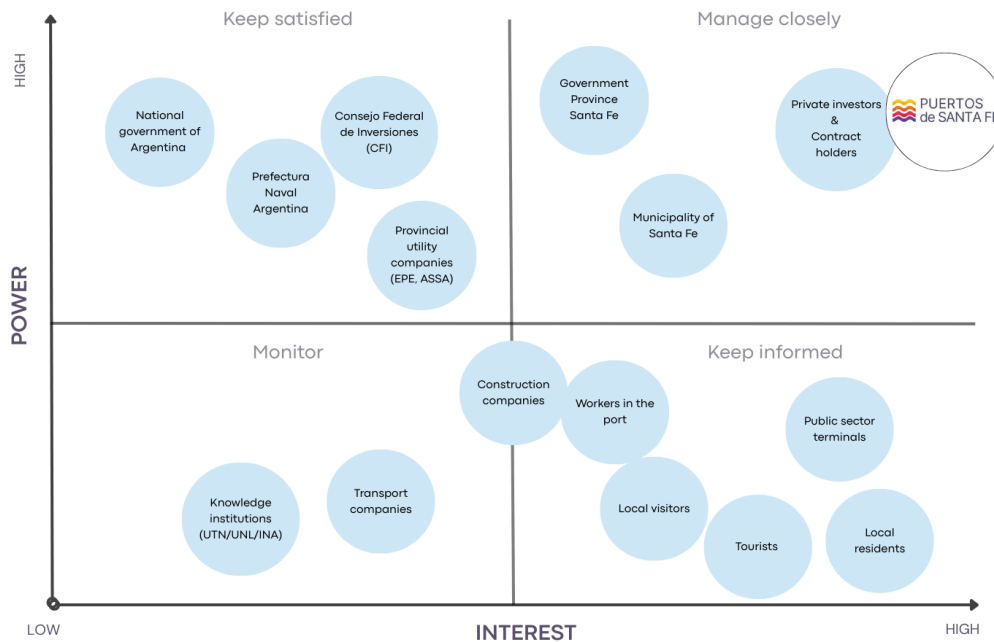 Keep satisfied
Manage closely
HIGH
National
government of
Argentina
Consejo Federal
de Inversiones
(CFI)
Prefectura
Naval
Argentina
Provincial
utility
companies
(EPE, ASSA)
Government
Province
Santa Fe
Private investors
&
Contract
holders
PUERTOS
de SANTA FE
Municipality of
Santa Fe
POWER
Monitor
Keep informed
Construction
companies
Workers in the
port
Public sector
terminals
Knowledge
institutions
(UTN/UNL/INA)
Transport
companies
Local visitors
Tourists
Local
residents
LOW
INTEREST
HIGH